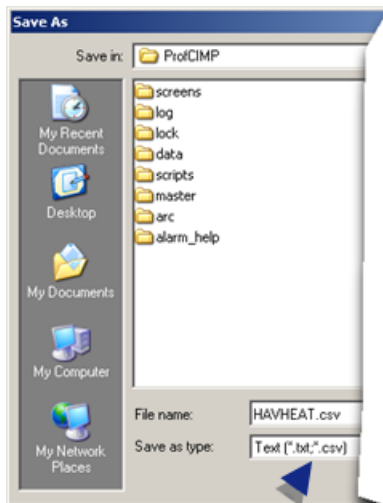 Save As
Save in: ProfCIMP
My Recent
Documents
Desktop
My Documents
My Computer
My Network
Places
screens
log
lock
data
scripts
master
arc
alarm_help
File name: HAVHEAT.csv
Save as type: Text (*.txt;*.csv)